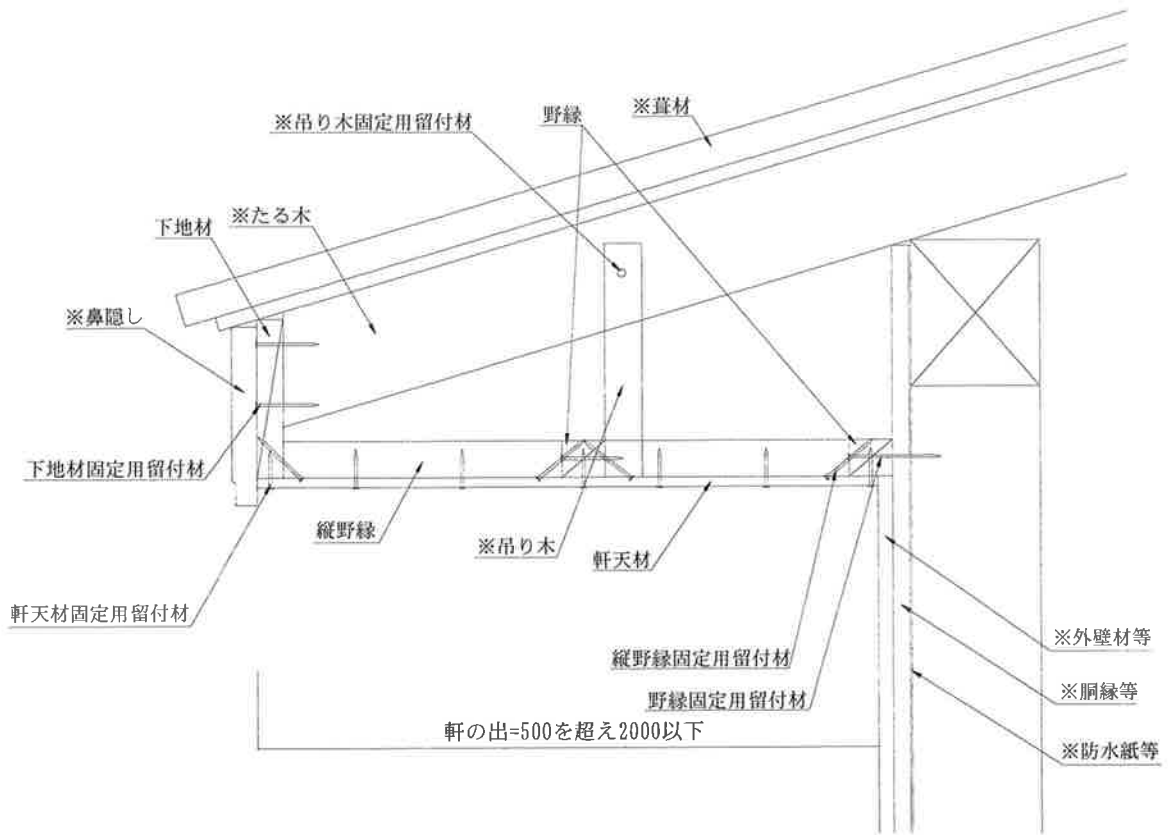 ※葺材
野縁
※吊り木固定用留付材
※たる木
下地材
※鼻隠し
下地材固定用留付材
縦野縁
※吊り木
軒天材
軒天材固定用留付材
※外壁材等
縦野縁固定用留付材
※胴縁等
野縁固定用留付材
軒の出=500を超え2000以下
※防水紙等